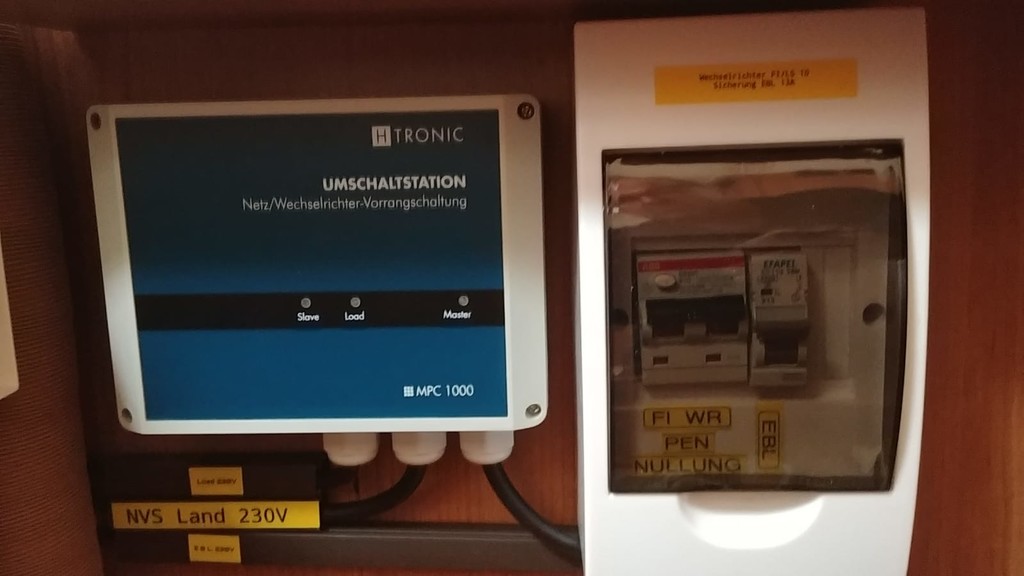 H TRONIC
UMSCHALTSTATION
Netz/Wechselrichter-Vorrangschaltung
Slave Load Master
MPC 1000
Load 230V
NVS Land 230V
E B L 230V
Wechselrichter FI/LS 10
Sicherung EBL 13A
FI WR
PEN
NULLUNG
EBL